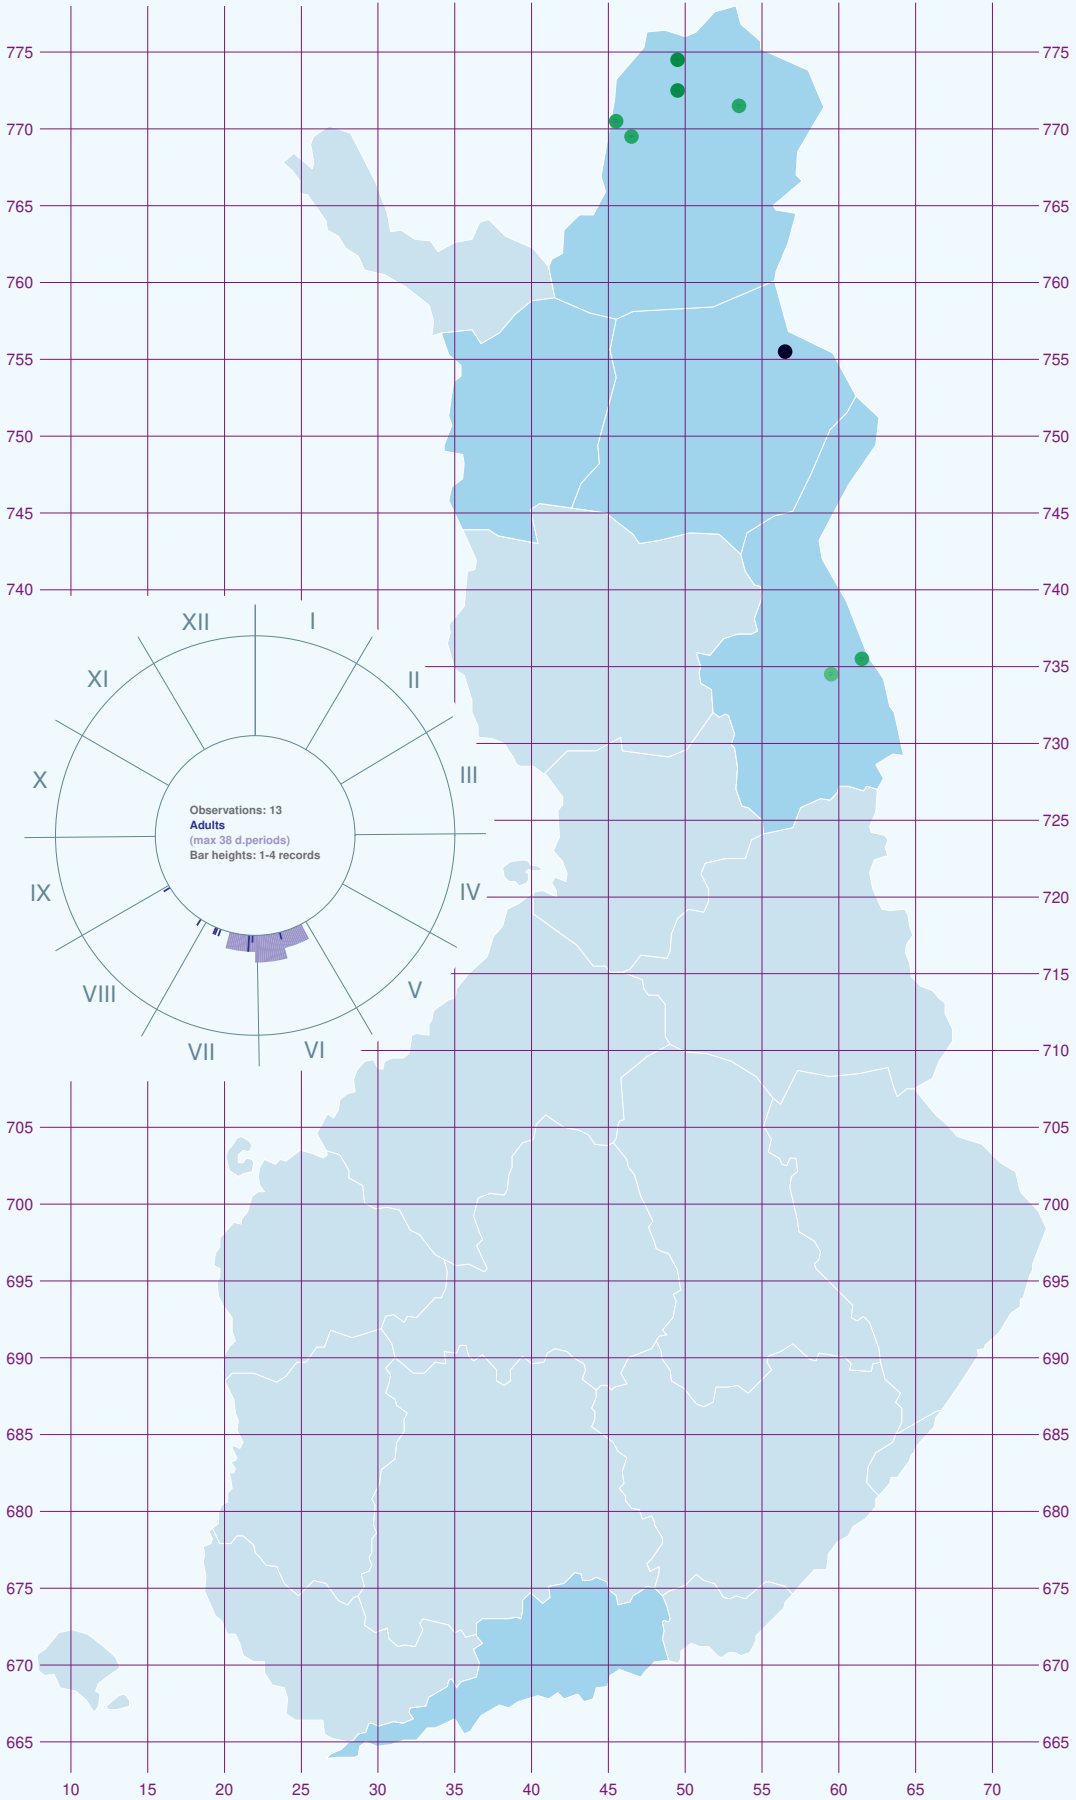 775 775
770 770
765 765
760 760
755 755
750 750
745 745
740 740
XII I
XI II
735
X III
730
Observations: 13
Adults
(max 38 d.periods)
Bar heights: 1-4 records
725
IX IV
720
VIII V
715
VII VI
710
705 705
700 700
695 695
690 690
685 685
680 680
675 675
670 670
665 665
10 15 20 25 30 35 40 45 50 55 60 65 70